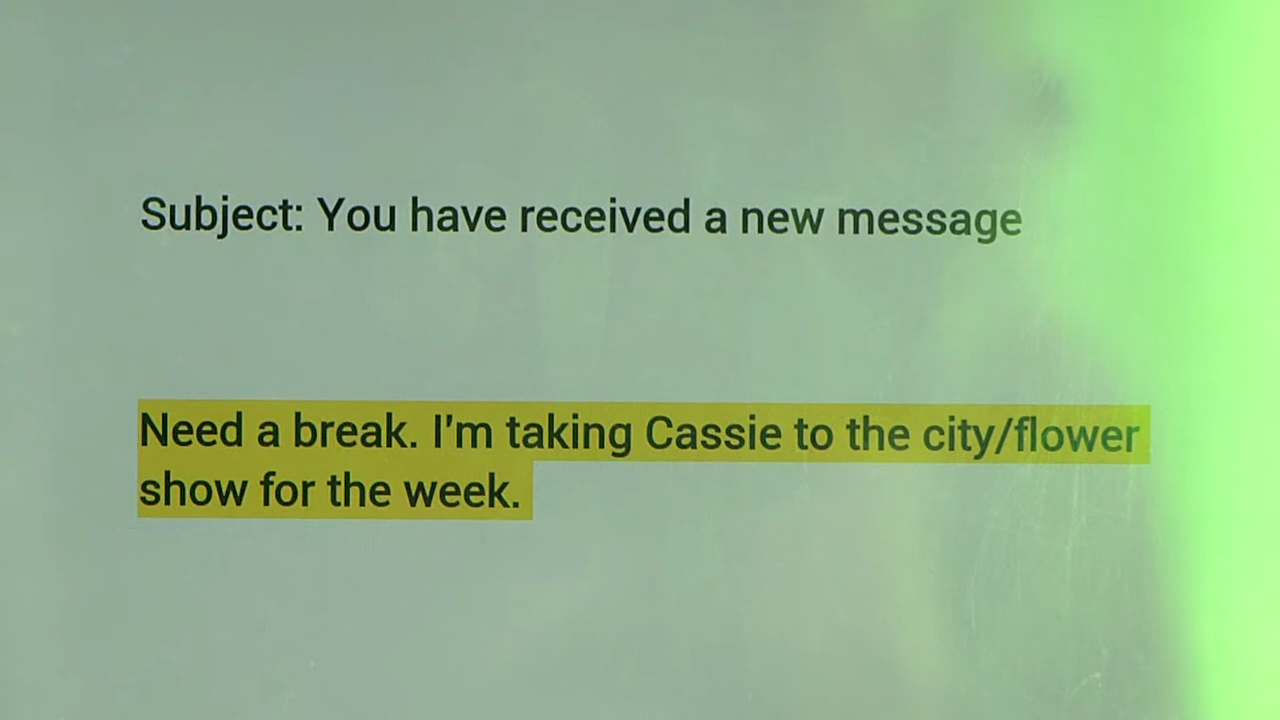 Subject: You have received a new message
Need a break. I'm taking Cassie to the city/flower
show for the week.